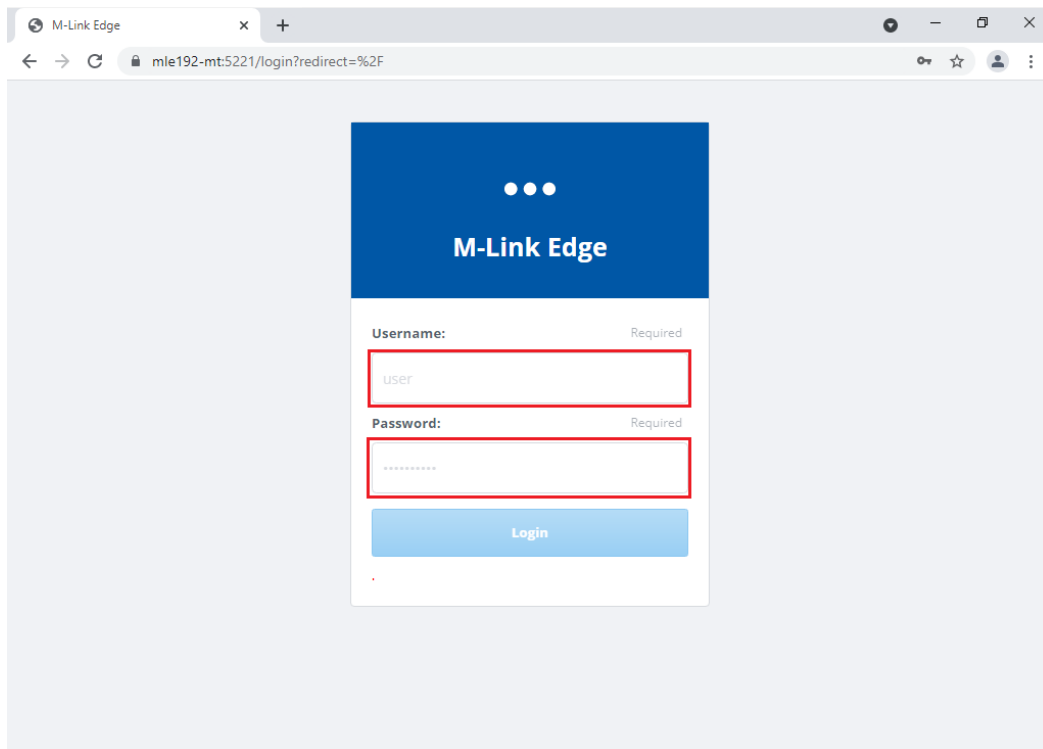 M-Link Edge
mle192-mt:5221/login?redirect=%2F
M-Link Edge
Username: Required
user
Password: Required
Login